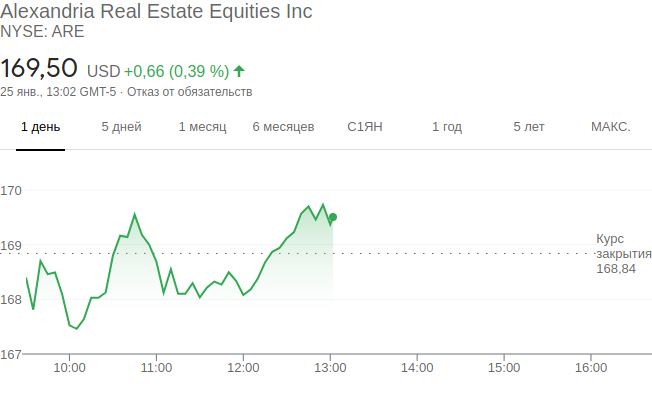 Alexandria Real Estate Equities Inc
NYSE: ARE
169,50 USD +0,66 (0,39 %)
25 янв., 13:02 GMT-5 · Отказ от обязательств
1 день 5 дней 1 месяц 6 месяцев С1ЯН 1 год 5 лет МАКС.
170
169
168
167
Курс
закрытия
168,84
10:00 11:00 12:00 13:00 14:00 15:00 16:00